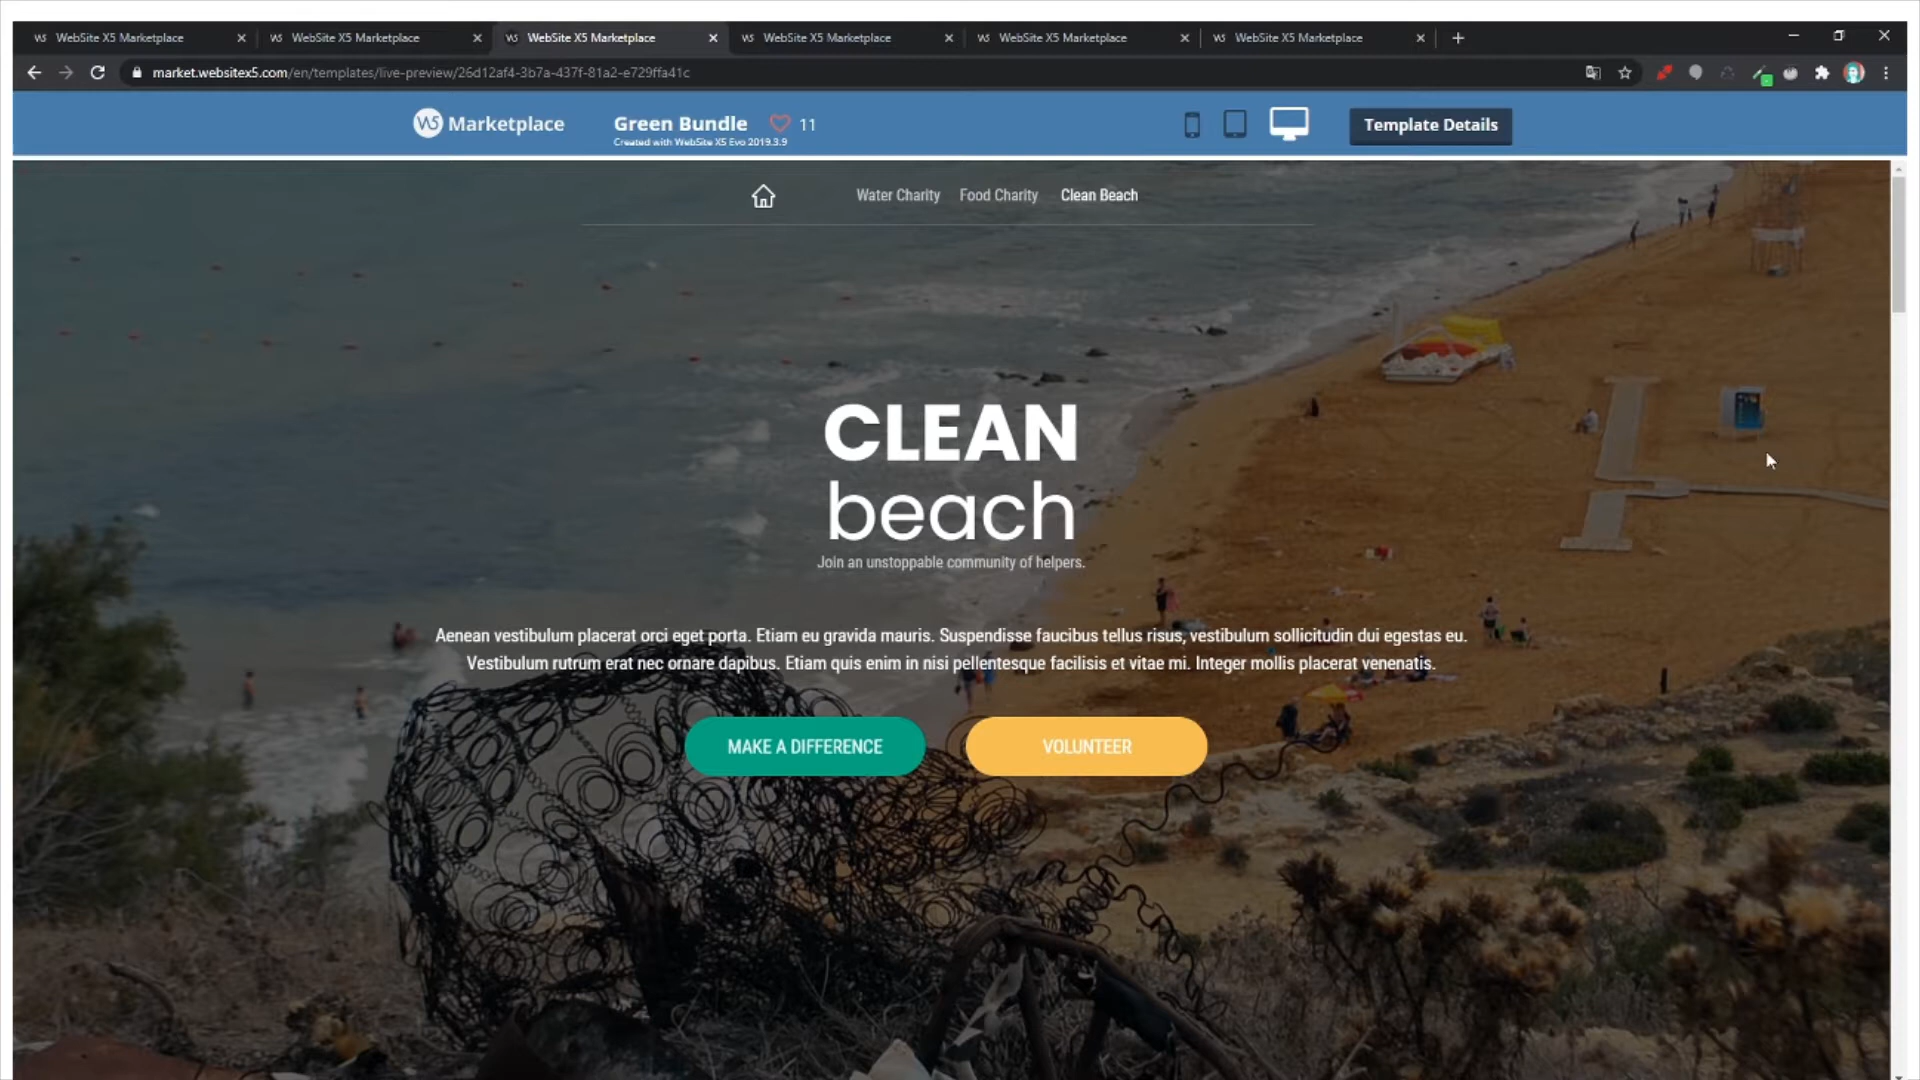 WebSite X5 Marketplace
WebSite X5 Marketplace
WebSite X5 Marketplace
WebSite X5 Marketplace
WebSite X5 Marketplace
WebSite X5 Marketplace
market.websitex5.com/en/templates/live-preview/26d12af4-3b7a-437f-81a2-e729ffa41c
Marketplace
Green Bundle
11
Created with WebSite X5 Evo 2019.3.9
Template Details
Water Charity
Food Charity
Clean Beach
CLEAN
beach
Join an unstoppable community of helpers.
Aenean vestibulum placerat orci eget porta. Etiam eu gravida mauris. Suspendisse faucibus tellus risus, vestibulum sollicitudin dui egestas eu.
Vestibulum rutrum erat nec ornare dapibus. Etiam quis enim in nisi pellentesque facilisis et vitae mi. Integer mollis placerat venenatis.
MAKE A DIFFERENCE
VOLUNTEER